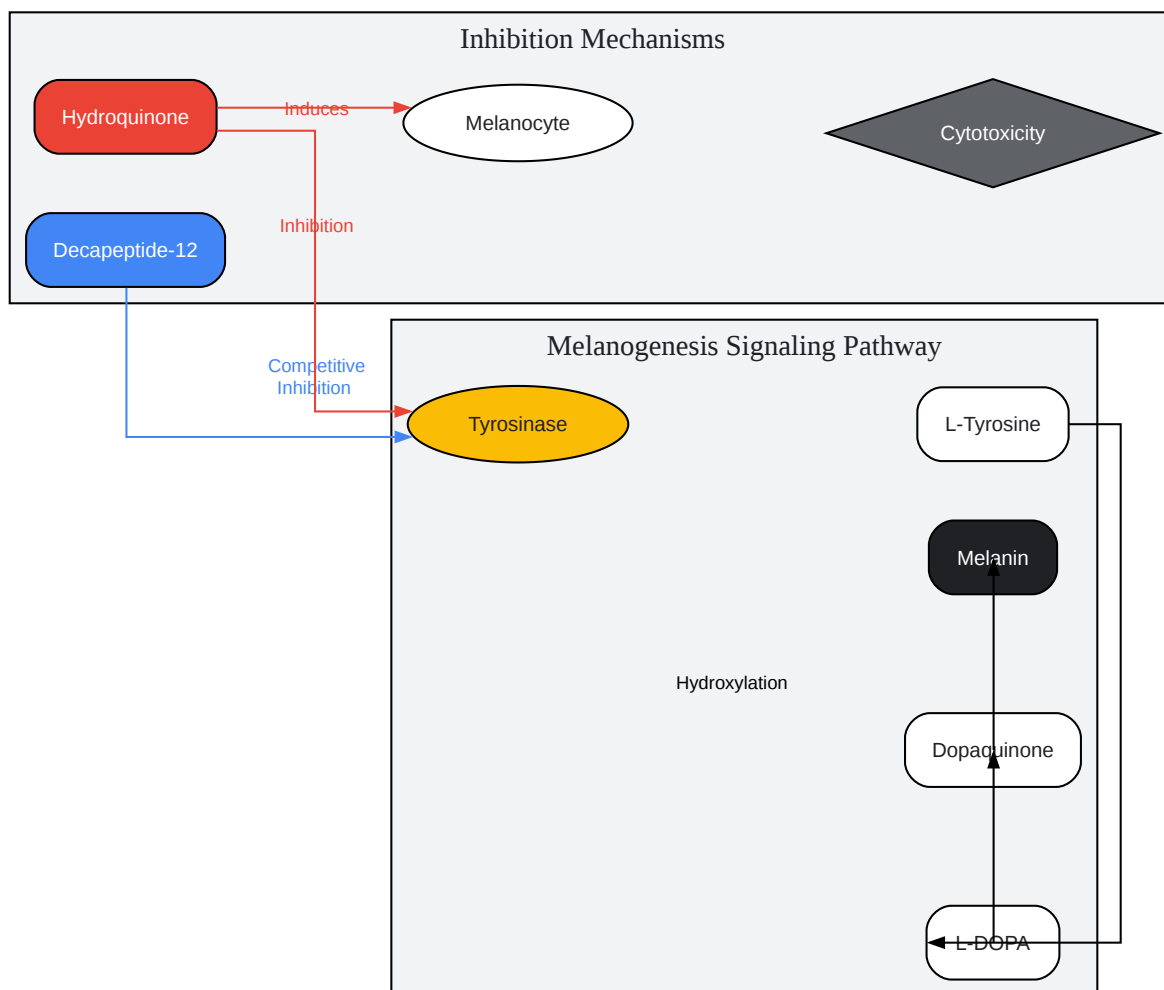 Inhibition Mechanisms
Hydroquinone
Induces
Melanocyte
Cytotoxicity
Inhibition
Decapeptide-12
Melanogenesis Signaling Pathway
Competitive
Inhibition
Tyrosinase
L-Tyrosine
Melanin
Hydroxylation
Dopaquinone
L-DOPA